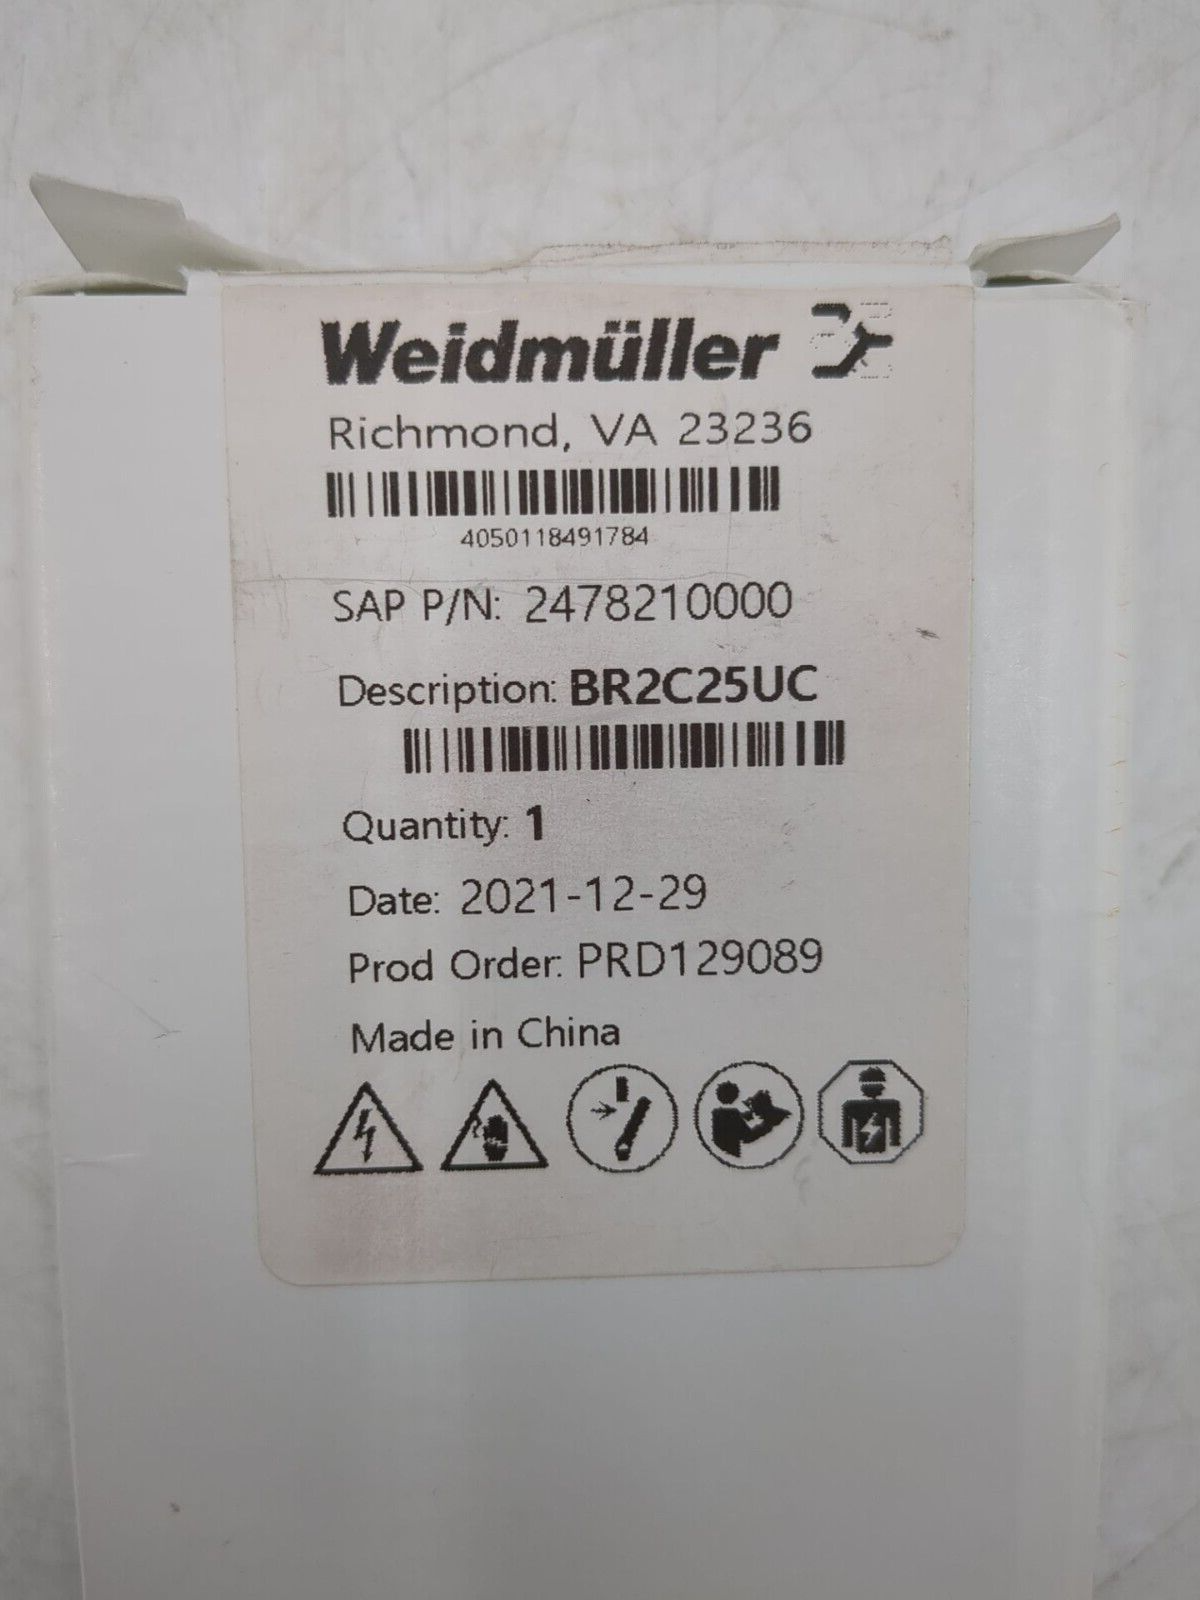 Weidmüller
Richmond, VA 23236
4050118491784
SAP P/N: 2478210000
Description: BR2C25UC
Quantity: 1
Date: 2021-12-29
Prod Order: PRD129089
Made in China